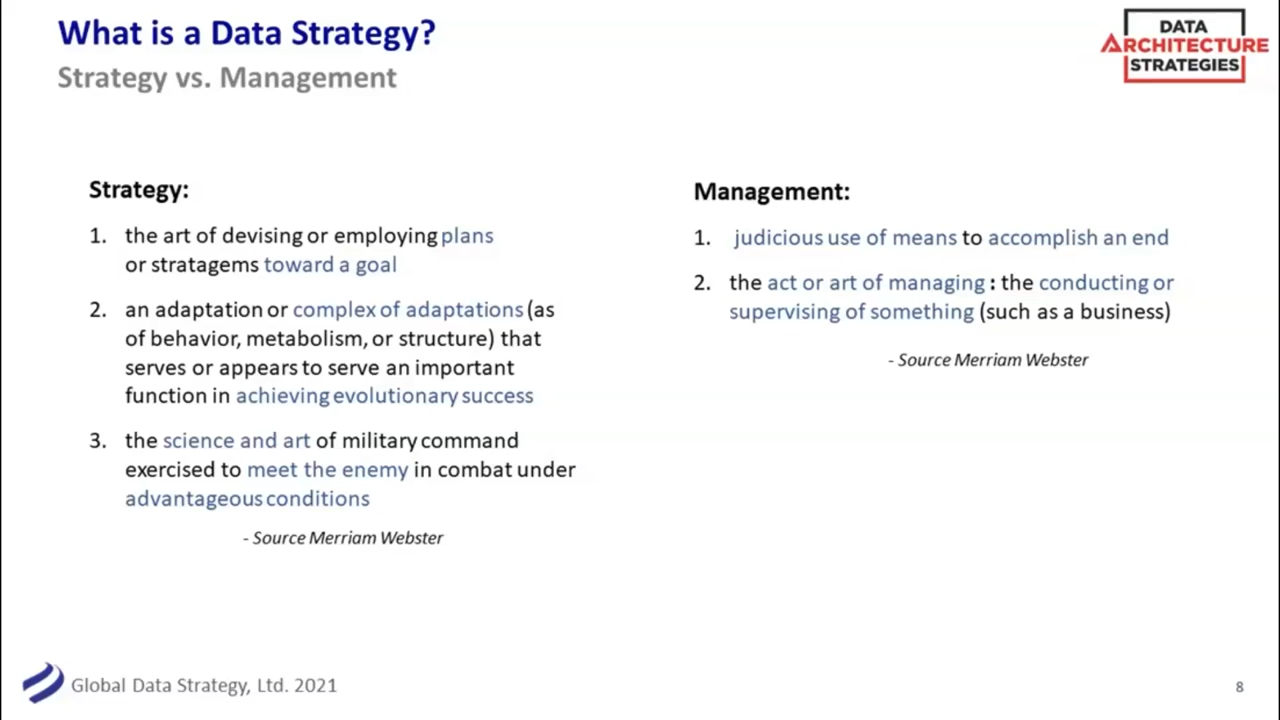 What is a Data Strategy?
Strategy vs. Management
DATA
ARCHITECTURE
STRATEGIES
Strategy:
1. the art of devising or employing plans
or stratagems toward a goal
2. an adaptation or complex of adaptations (as
of behavior, metabolism, or structure) that
serves or appears to serve an important
function in achieving evolutionary success
3. the science and art of military command
exercised to meet the enemy in combat under
advantageous conditions
- Source Merriam Webster
Management:
1. judicious use of means to accomplish an end
2. the act or art of managing : the conducting or
supervising of something (such as a business)
- Source Merriam Webster
Global Data Strategy, Ltd. 2021
8